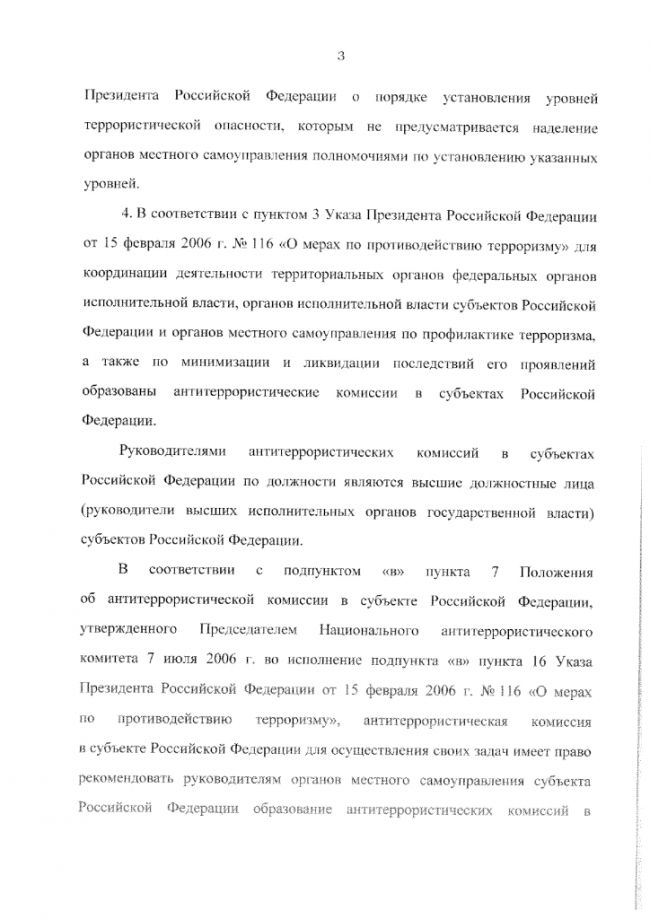 3
Президента Российской Федерации о порядке установления уровней
террористической опасности, которым не предусматривается наделение
органов местного самоуправления полномочиями по установлению указанных
уровней.
4. В соответствии с пунктом 3 Указа Президента Российской Федерации
от 15 февраля 2006 г. № 116 «О мерах по противодействию терроризму» для
координации деятельности территориальных органов федеральных органов
исполнительной власти, органов исполнительной власти субъектов Российской
Федерации и органов местного самоуправления по профилактике терроризма,
а также по минимизации и ликвидации последствий его проявлений
образованы антитеррористические комиссии в субъектах Российской
Федерации.
Руководителями антитеррористических комиссий в субъектах
Российской Федерации по должности являются высшие должностные лица
(руководители высших исполнительных органов государственной власти)
субъектов Российской Федерации.
В соответствии с подпунктом «в» пункта 7 Положения
об антитеррористической комиссии в субъекте Российской Федерации,
утвержденного Председателем Национального антитеррористического
комитета 7 июля 2006 г. во исполнение подпункта «в» пункта 16 Указа
Президента Российской Федерации от 15 февраля 2006 г. № 116 «О мерах
по противодействию терроризму», антитеррористическая комиссия
в субъекте Российской Федерации для осуществления своих задач имеет право
рекомендовать руководителям органов местного самоуправления субъекта
Российской Федерации образование антитеррористических комиссий в